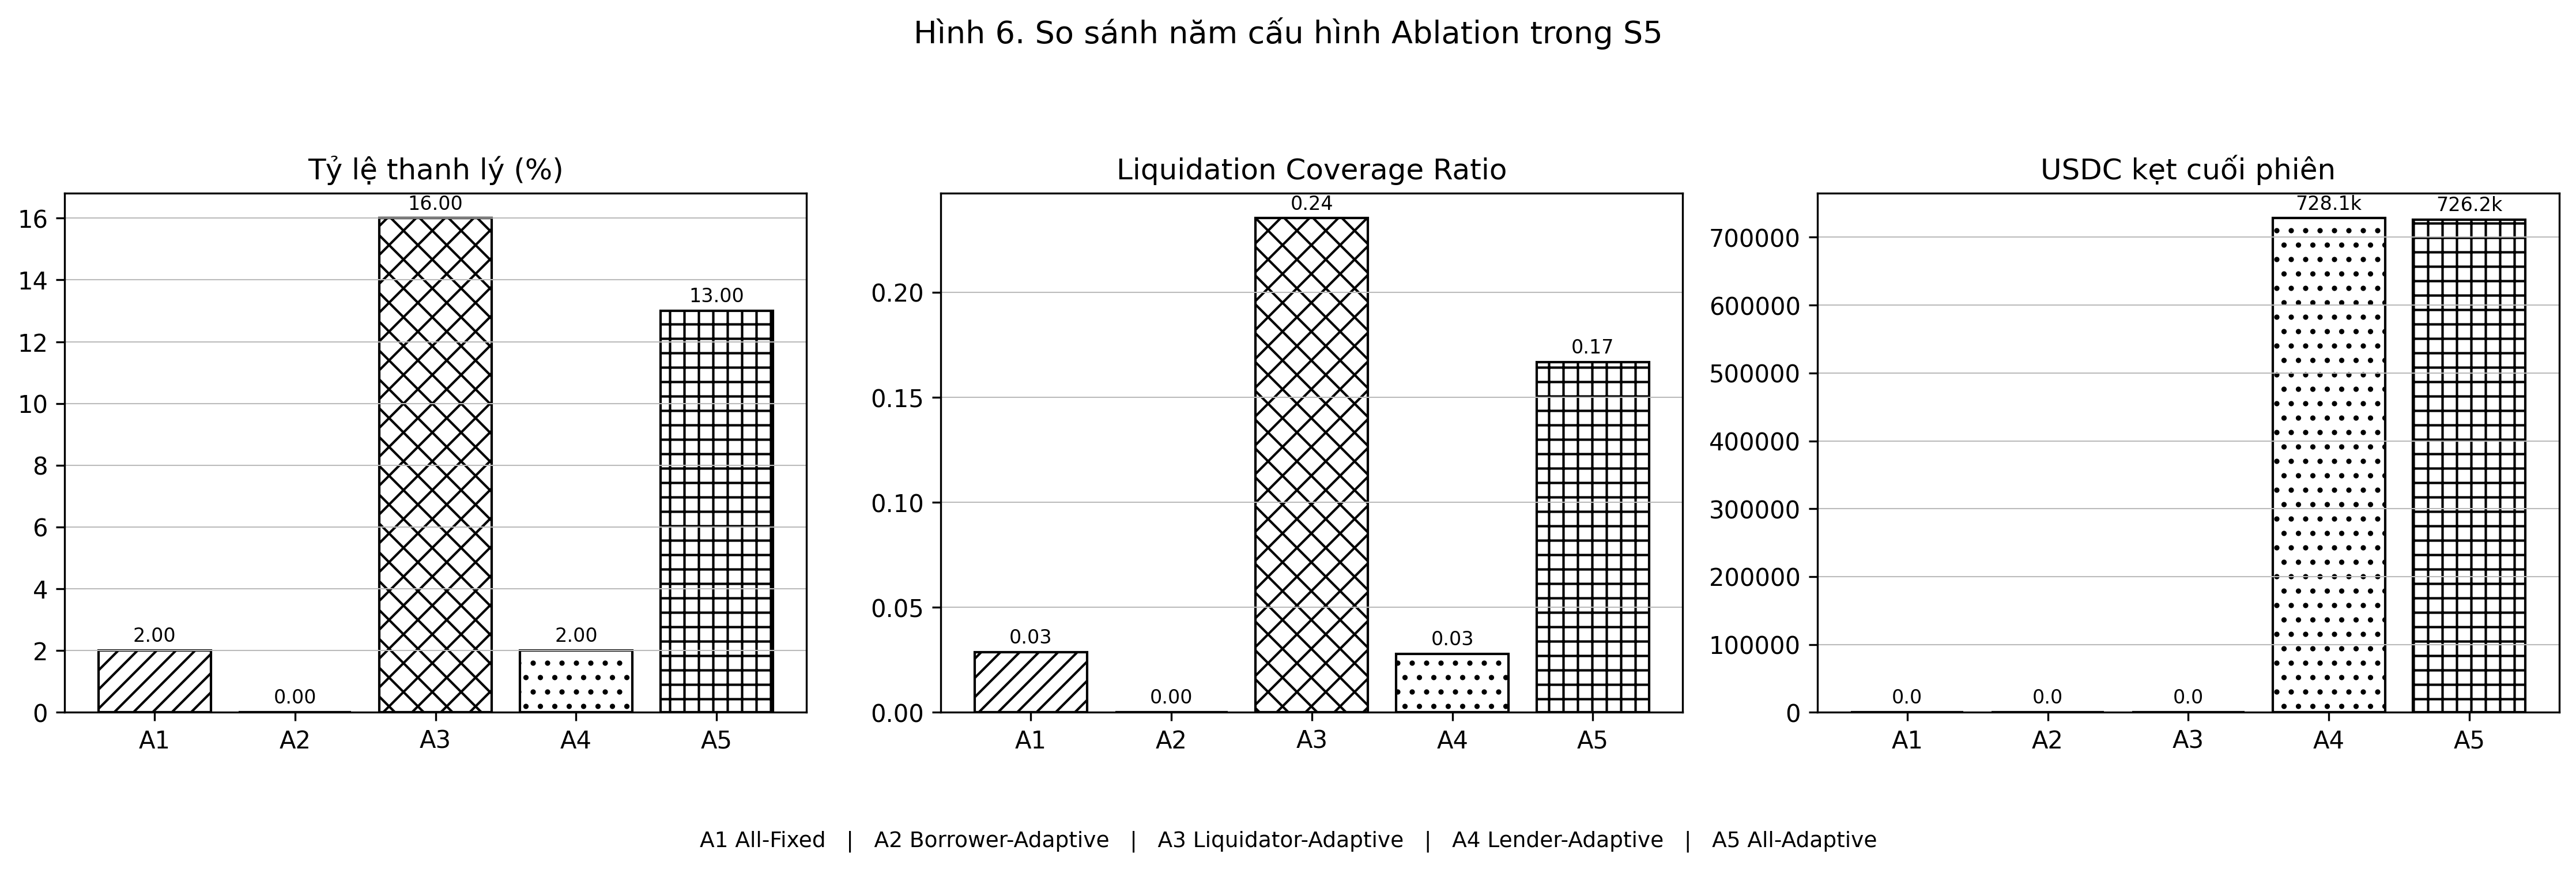 Hình 6. So sánh năm cấu hình Ablation trong S5
Tỷ lệ thanh lý (%)
16
14
12
10
8
6
4
2
0
2.00
0.00
16.00
2.00
13.00
A1
A2
A3
A4
A5
Liquidation Coverage Ratio
0.20
0.15
0.10
0.05
0.00
0.03
0.00
0.24
0.03
0.17
A1
A2
A3
A4
A5
USDC kẹt cuối phiên
700000
600000
500000
400000
300000
200000
100000
0
0.0
0.0
0.0
728.1k
726.2k
A1
A2
A3
A4
A5
A1 All-Fixed | A2 Borrower-Adaptive | A3 Liquidator-Adaptive | A4 Lender-Adaptive | A5 All-Adaptive